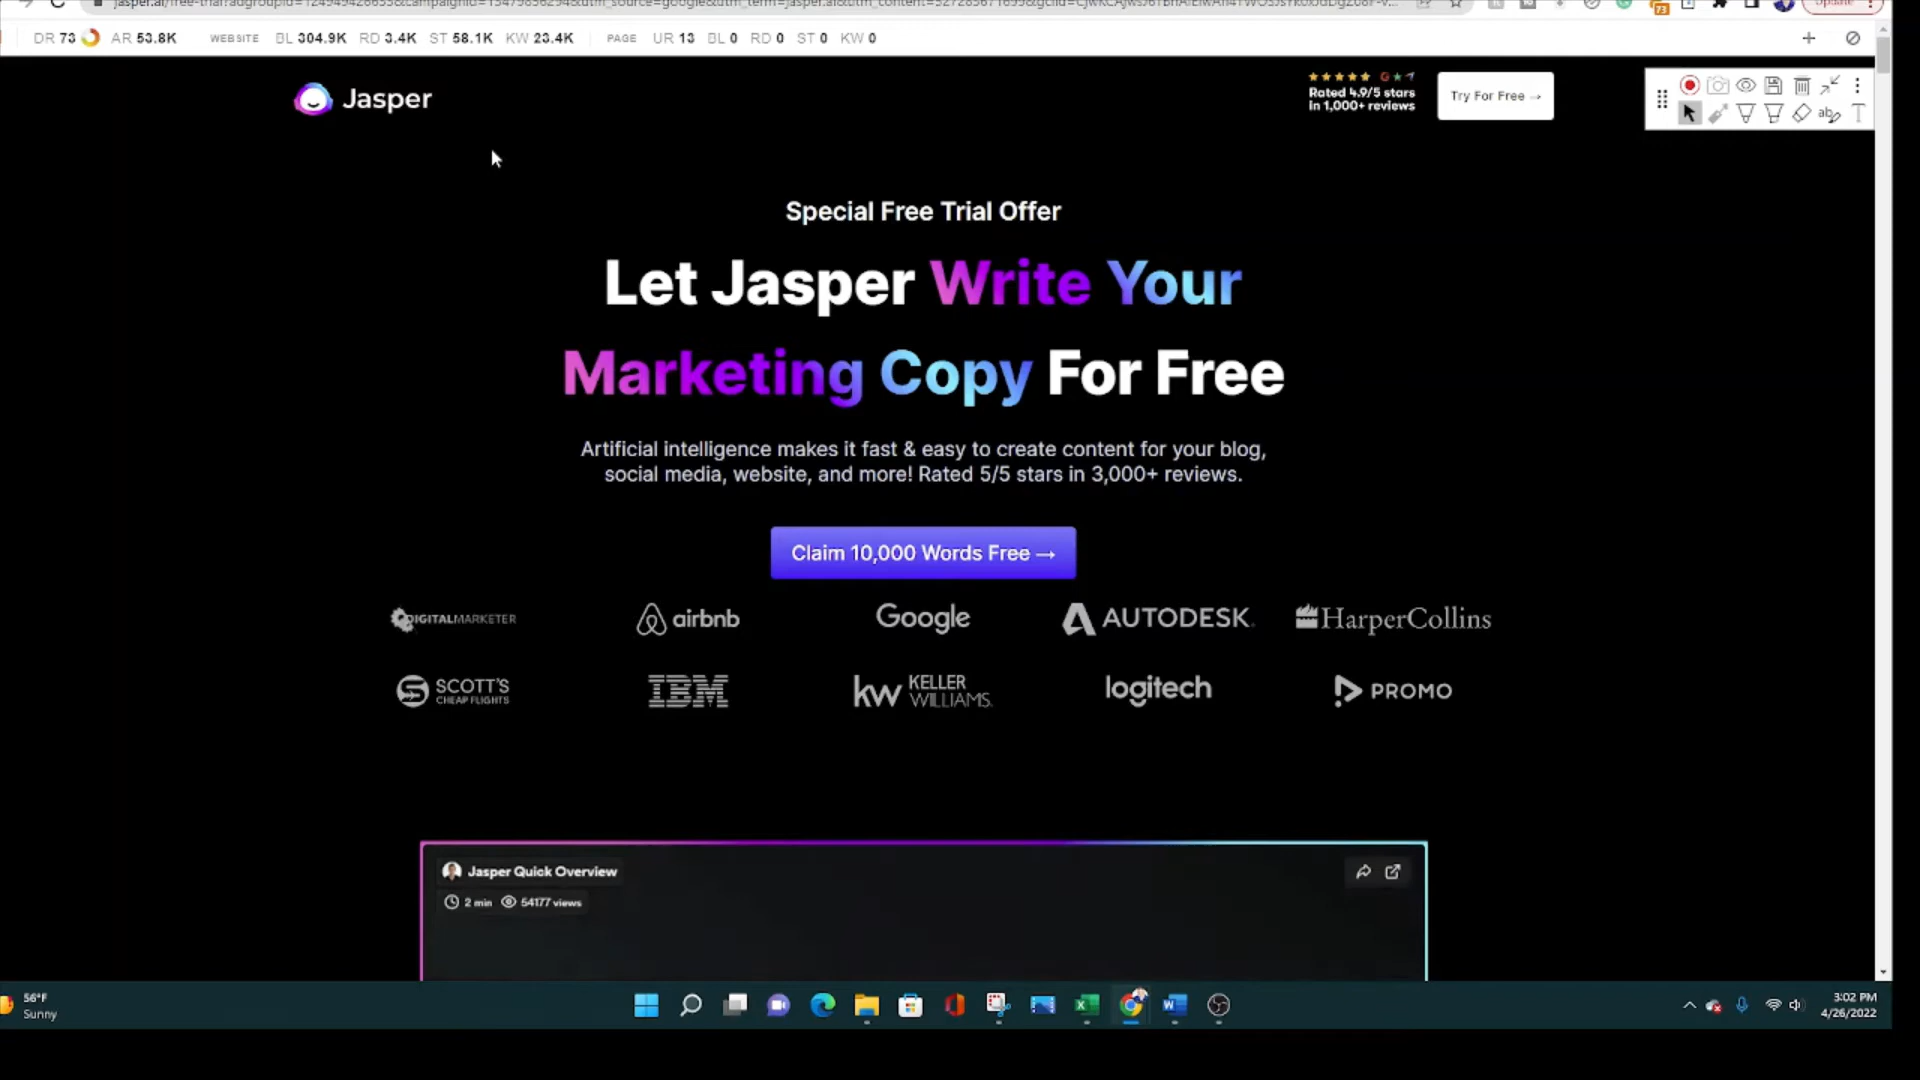 DR 73 AR 53.8K WEBSITE BL 304.9K RD 3.4K ST 58.1K KW 23.4K PAGE UR 13 BL 0 RD 0 ST 0 KW 0
Jasper
Rated 4.9/5 stars
in 1,000+ reviews
Try For Free →
Special Free Trial Offer
Let Jasper Write Your
Marketing Copy For Free
Artificial intelligence makes it fast & easy to create content for your blog,
social media, website, and more! Rated 5/5 stars in 3,000+ reviews.
Claim 10,000 Words Free →
DIGITALMARKETER airbnb Google AUTODESK. HarperCollins
SCOTT'S
CHEAP FLIGHTS
IBM
kw KELLER
WILLIAMS.
logitech
PROMO
Jasper Quick Overview
2 min 54177 views
56°F
Sunny
3:02 PM
4/26/2022